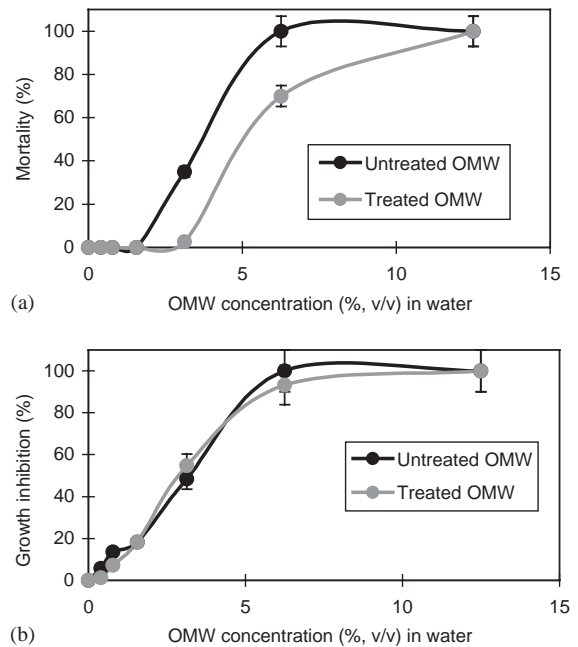 100
80
60
40
20
0
Mortality (%)
Untreated OMW
Treated OMW
0 5 10 15
(a)
OMW concentration (%, v/v) in water
100
80
60
40
20
0
Growth inhibition (%)
Untreated OMW
Treated OMW
0 5 10 15
(b)
OMW concentration (%, v/v) in water